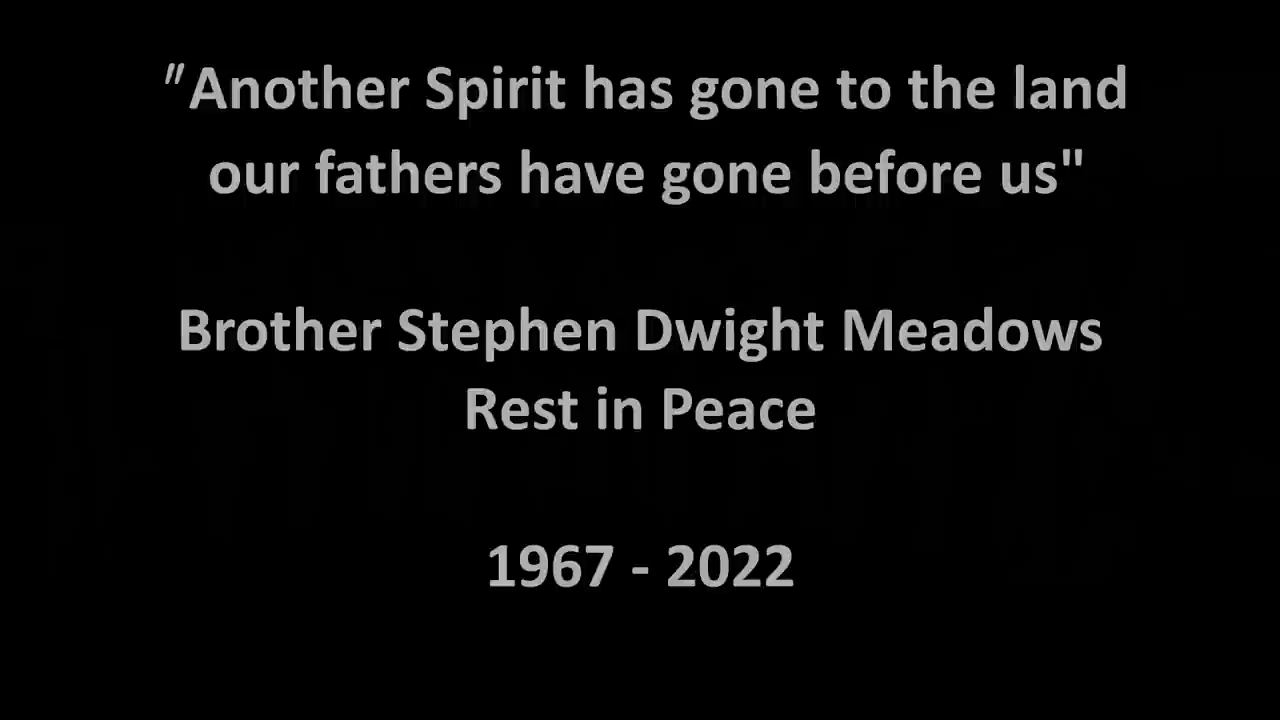 "Another Spirit has gone to the land
our fathers have gone before us"
Brother Stephen Dwight Meadows
Rest in Peace
1967 - 2022